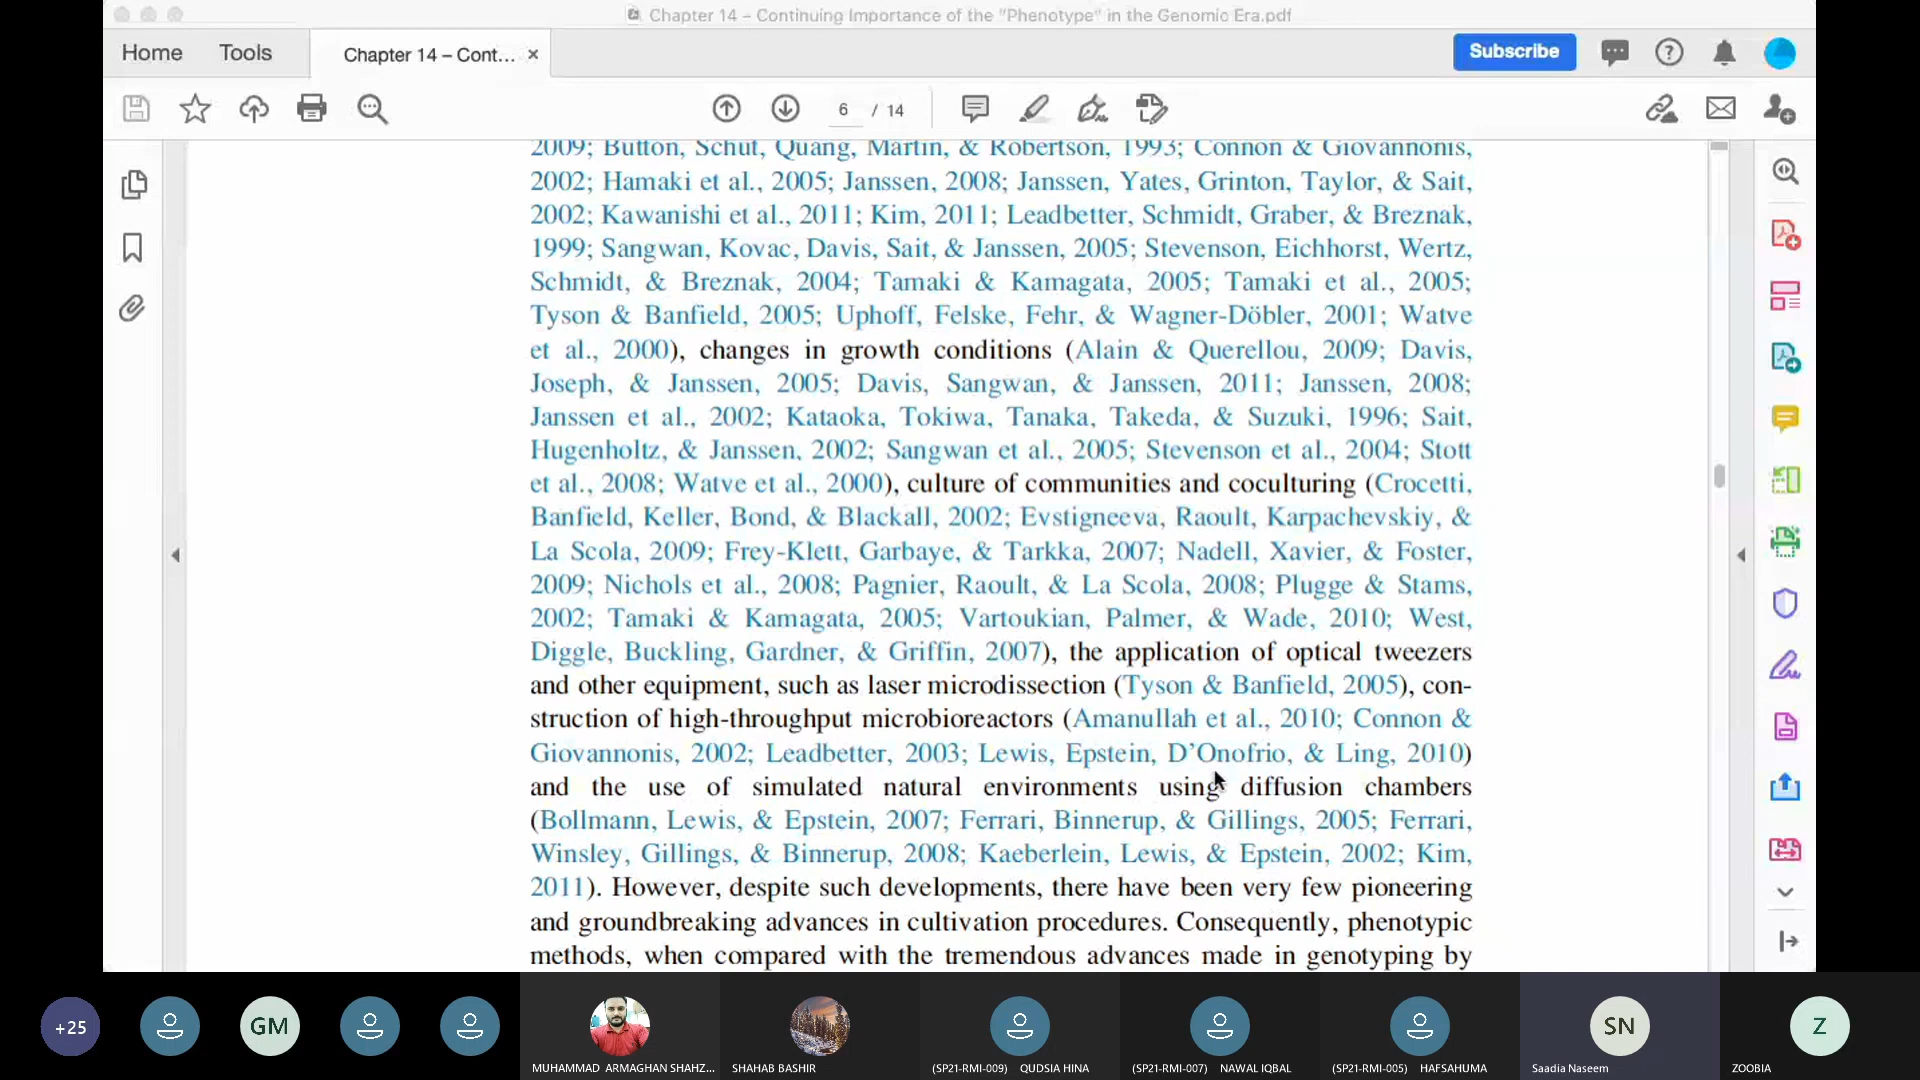 Chapter 14 – Continuing Importance of the "Phenotype" in the Genomic Era.pdf
Home
Tools
Chapter 14 – Cont...
Subscribe
6 / 14
2009; Button, Schut, Quang, Martin, & Robertson, 1993; Connon & Giovannonis,
2002; Hamaki et al., 2005; Janssen, 2008; Janssen, Yates, Grinton, Taylor, & Sait,
2002; Kawanishi et al., 2011; Kim, 2011; Leadbetter, Schmidt, Graber, & Breznak,
1999; Sangwan, Kovac, Davis, Sait, & Janssen, 2005; Stevenson, Eichhorst, Wertz,
Schmidt, & Breznak, 2004; Tamaki & Kamagata, 2005; Tamaki et al., 2005;
Tyson & Banfield, 2005; Uphoff, Felske, Fehr, & Wagner-Döbler, 2001; Watve
et al., 2000), changes in growth conditions (Alain & Querellou, 2009; Davis,
Joseph, & Janssen, 2005; Davis, Sangwan, & Janssen, 2011; Janssen, 2008;
Janssen et al., 2002; Kataoka, Tokiwa, Tanaka, Takeda, & Suzuki, 1996; Sait,
Hugenholtz, & Janssen, 2002; Sangwan et al., 2005; Stevenson et al., 2004; Stott
et al., 2008; Watve et al., 2000), culture of communities and coculturing (Crocetti,
Banfield, Keller, Bond, & Blackall, 2002; Evstigneeva, Raoult, Karpachevskiy, &
La Scola, 2009; Frey-Klett, Garbaye, & Tarkka, 2007; Nadell, Xavier, & Foster,
2009; Nichols et al., 2008; Pagnier, Raoult, & La Scola, 2008; Plugge & Stams,
2002; Tamaki & Kamagata, 2005; Vartoukian, Palmer, & Wade, 2010; West,
Diggle, Buckling, Gardner, & Griffin, 2007), the application of optical tweezers
and other equipment, such as laser microdissection (Tyson & Banfield, 2005), con-
struction of high-throughput microbioreactors (Amanullah et al., 2010; Connon &
Giovannonis, 2002; Leadbetter, 2003; Lewis, Epstein, D’Onofrio, & Ling, 2010)
and the use of simulated natural environments using diffusion chambers
(Bollmann, Lewis, & Epstein, 2007; Ferrari, Binnerup, & Gillings, 2005; Ferrari,
Winsley, Gillings, & Binnerup, 2008; Kaeberlein, Lewis, & Epstein, 2002; Kim,
2011). However, despite such developments, there have been very few pioneering
and groundbreaking advances in cultivation procedures. Consequently, phenotypic
methods, when compared with the tremendous advances made in genotyping by
+25
GM
MUHAMMAD ARMAGHAN SHAHZ...
SHAHAB BASHIR
(SP21-RMI-009) QUDSIA HINA
(SP21-RMI-007) NAWAL IQBAL
(SP21-RMI-005) HAFSAHUMA
SN
Saadia Naseem
Z
ZOOBIA